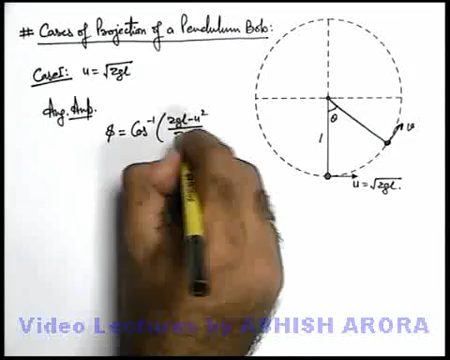 # Cases of Projection of a Pendulum Bob:
Case I: u = √2gl
Ang. Amp.
ϕ = Cos⁻¹ ( 2gl-u²
θ
l
v
u = √2gl.
Video Lectures by ASHISH ARORA